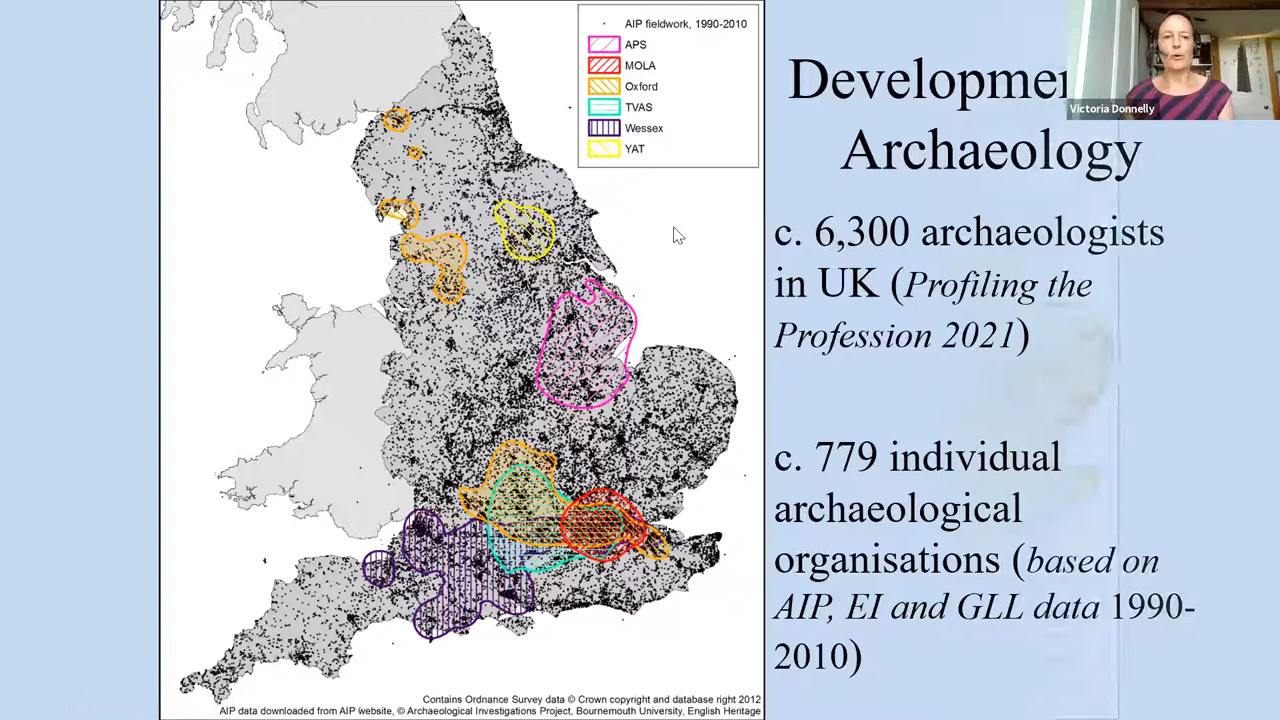 AIP fieldwork, 1990-2010
APS
MOLA
Oxford
TVAS
Wessex
YAT
Contains Ordnance Survey data © Crown copyright and database right 2012
AIP data downloaded from AIP website, © Archaeological Investigations Project, Bournemouth University, English Heritage
Victoria Donnelly
Archaeology
c. 6,300 archaeologists
in UK (Profiling the
Profession 2021)
c. 779 individual
archaeological
organisations (based on
AIP, EI and GLL data 1990-
2010)